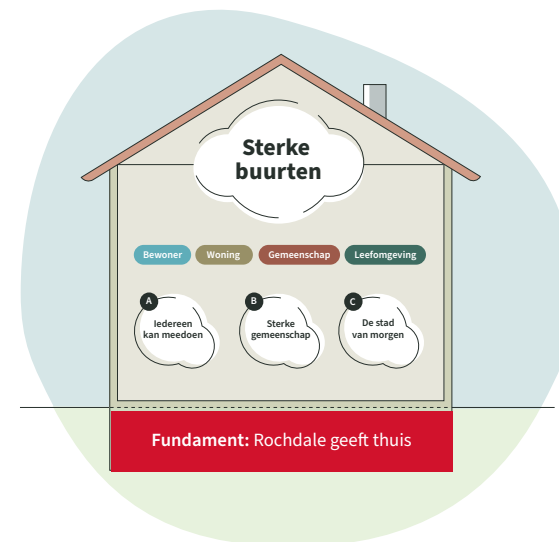 Sterke
buurten
Bewoner Woning Gemeenschap Leefomgeving
A B C
Iedereen
kan meedoen
Sterke
gemeenschap
De stad
van morgen
Fundament: Rochdale geeft thuis